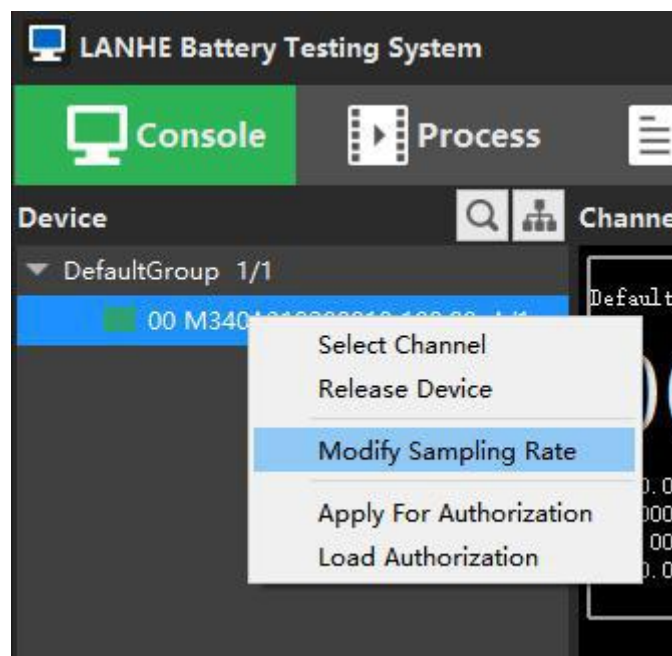 LANHE Battery Testing System
Console
Process
Device
Channe
DefaultGroup 1/1
00 M340
Default
Select Channel
Release Device
Modify Sampling Rate
Apply For Authorization
Load Authorization